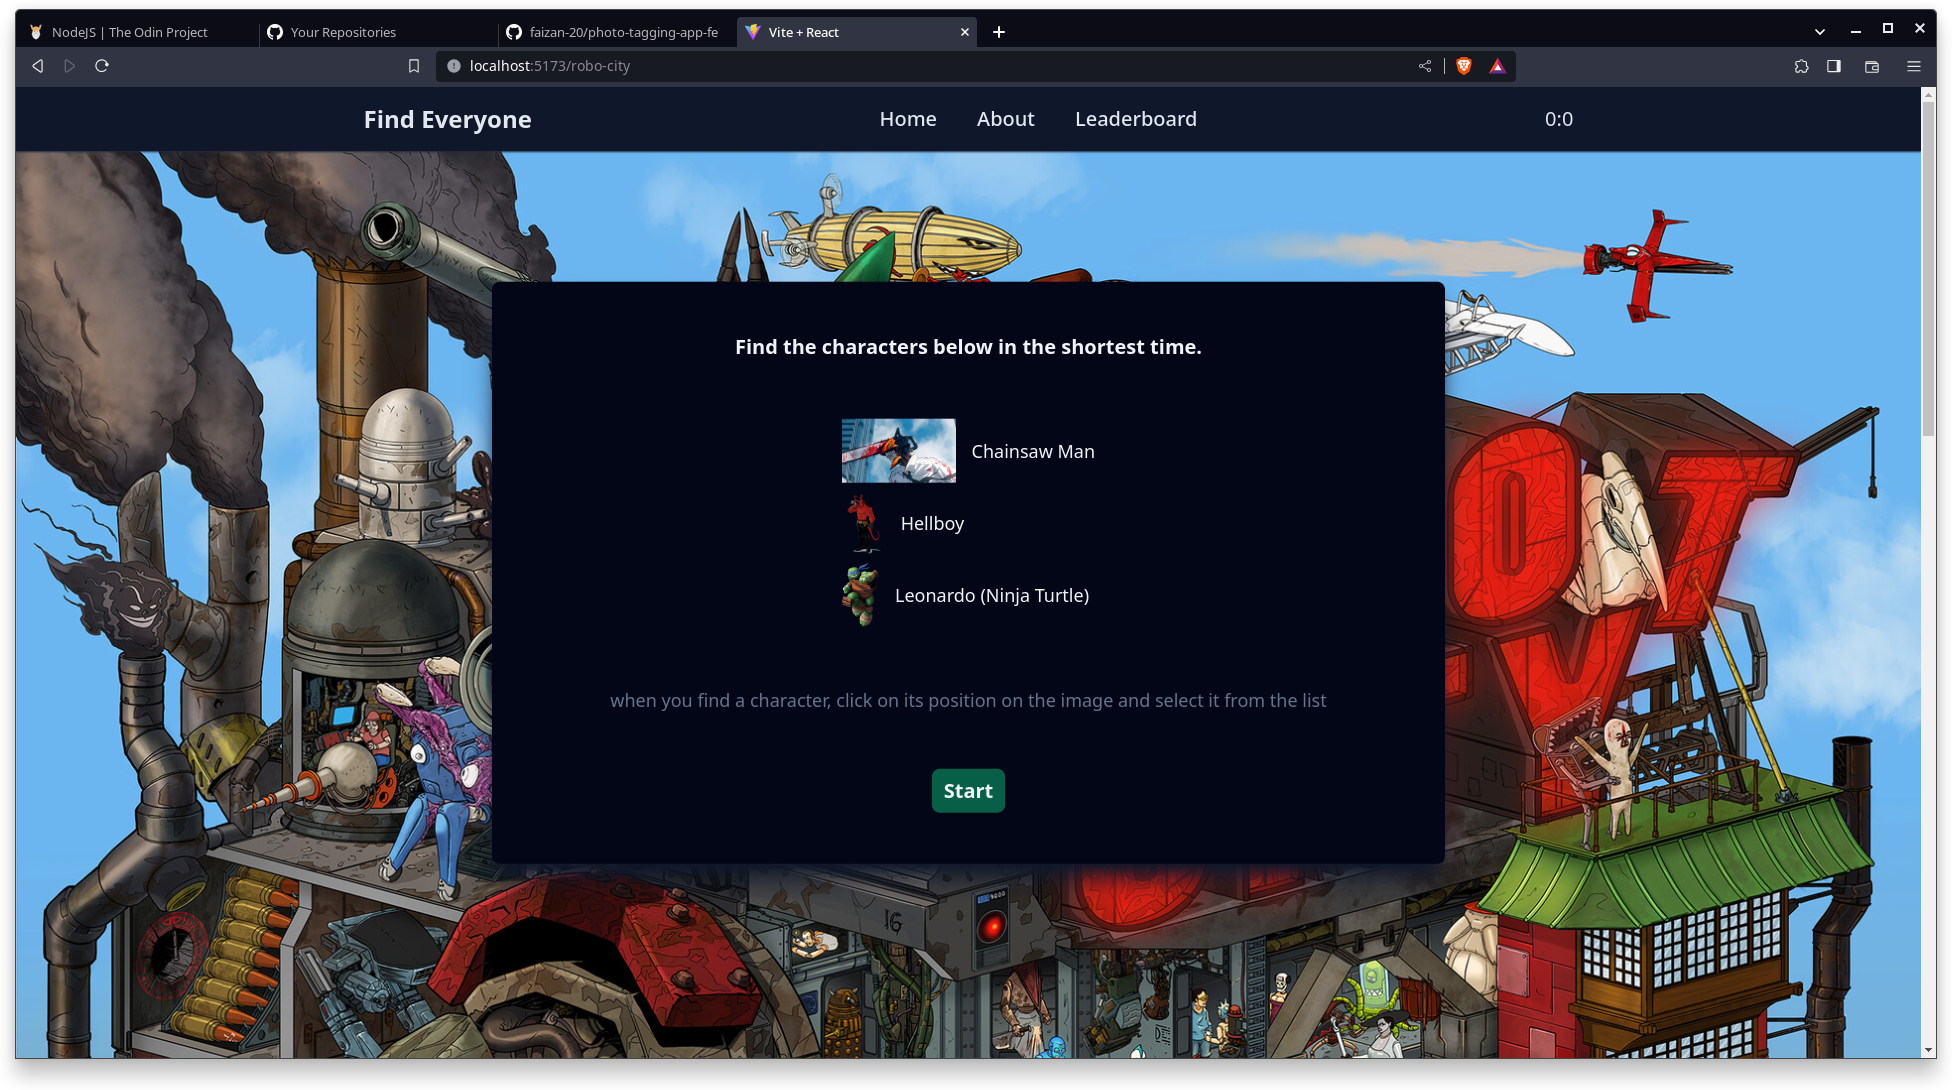 NodeJS | The Odin Project
Your Repositories
faizan-20/photo-tagging-app-fe
Vite + React
localhost:5173/robo-city
Find Everyone
Home
About
Leaderboard
0:0
Find the characters below in the shortest time.
Chainsaw Man
Hellboy
Leonardo (Ninja Turtle)
when you find a character, click on its position on the image and select it from the list
Start
16